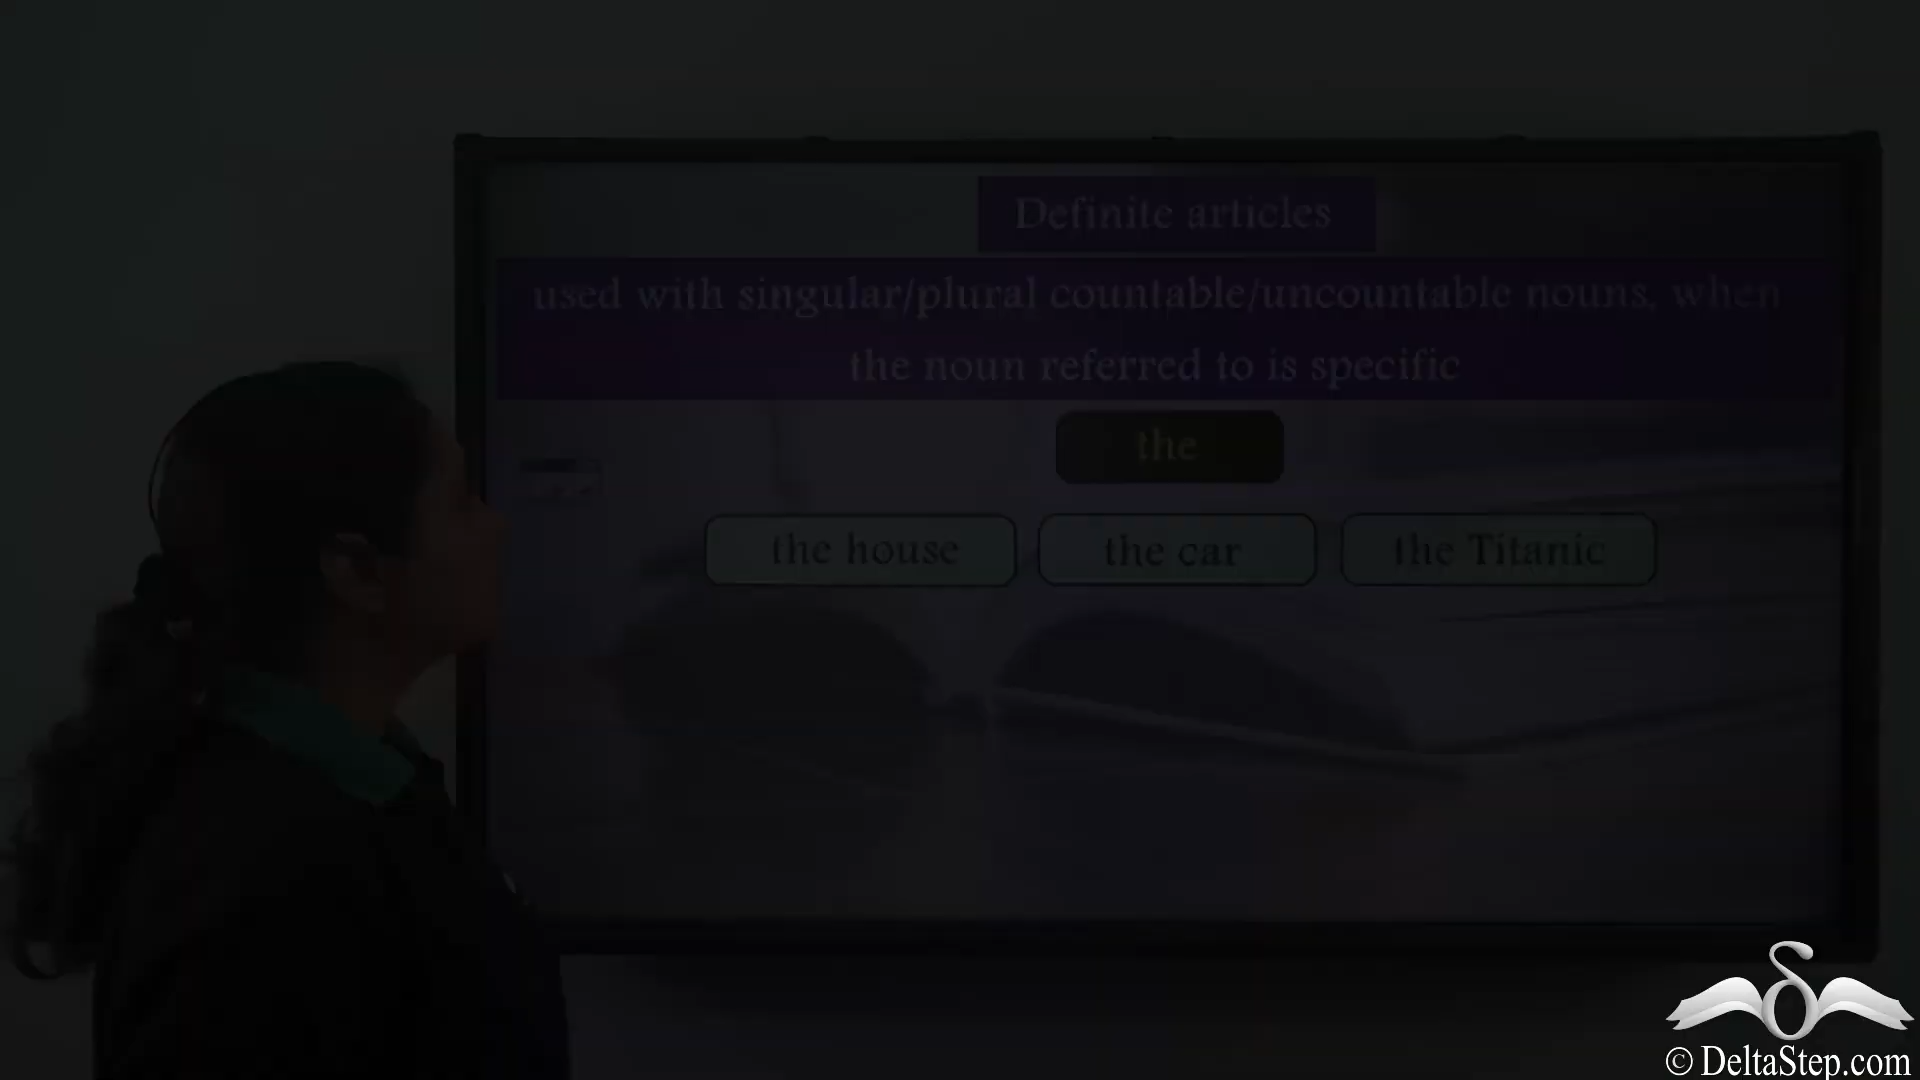 Definite articles
used with singular/plural countable/uncountable nouns, when
the noun referred to is specific
the
the house
the car
the Titanic
© DeltaStep.com